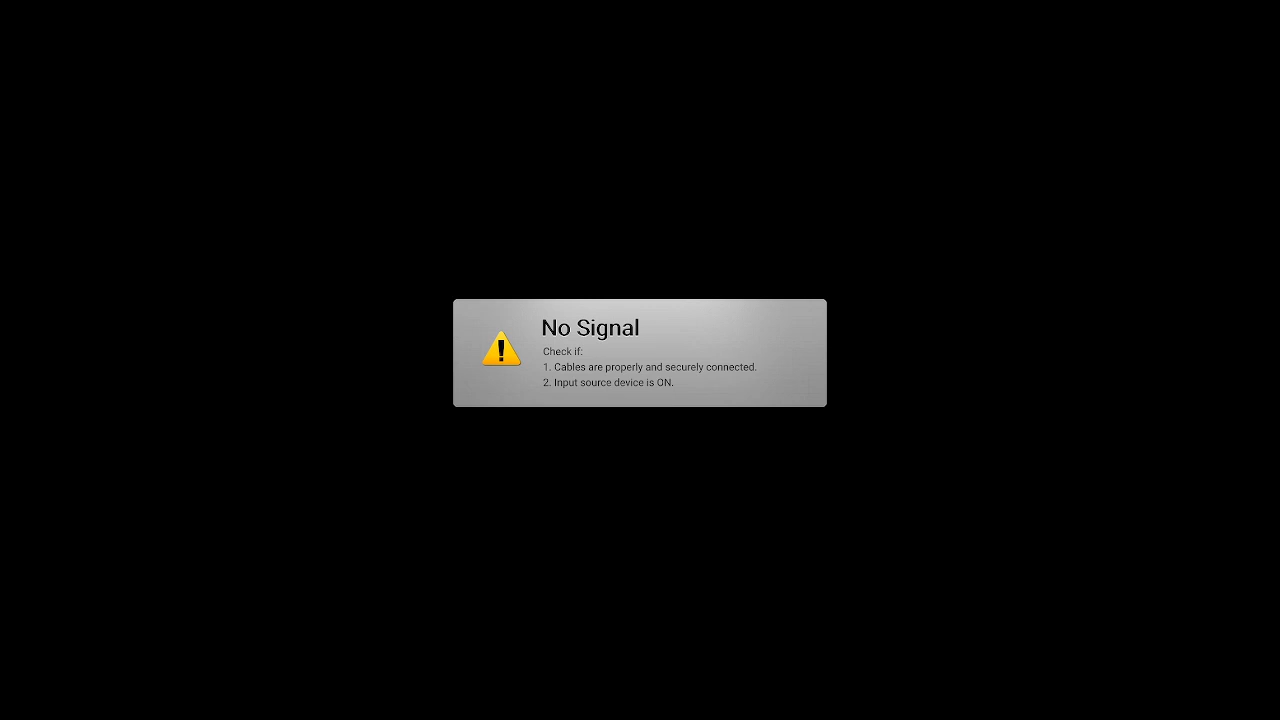 No Signal
Check if:
1. Cables are properly and securely connected.
2. Input source device is ON.